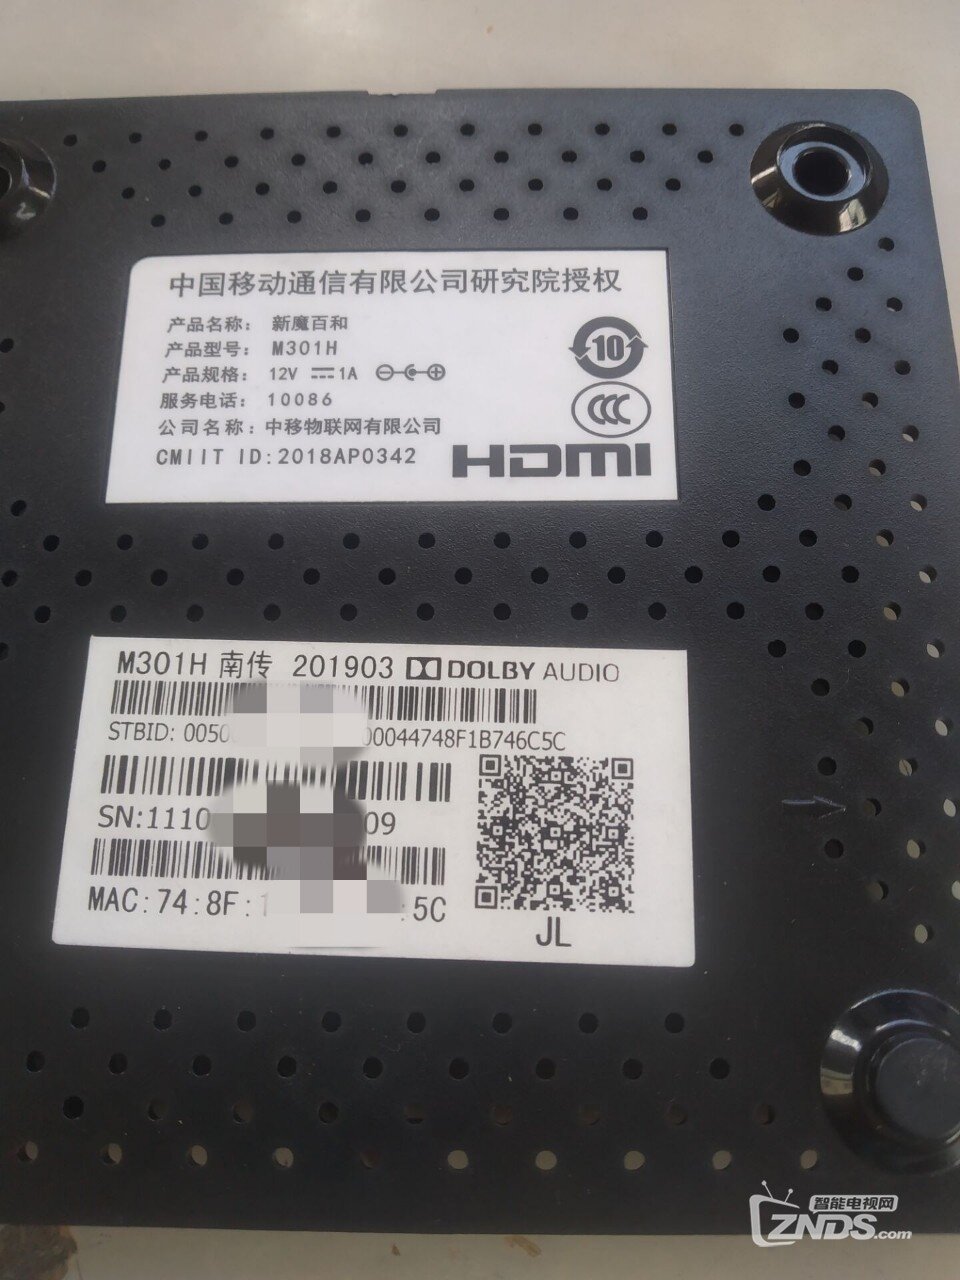 中国移动通信有限公司研究院授权
产品名称： 新魔百和
产品型号： M301H
产品规格： 12V 1A
服务电话： 10086
公司名称：中移物联网有限公司
CMIIT ID:2018AP0342
10
CCC
HDMI
M301H 南传 201903 DOLBY AUDIO
STBID: 0050 00044748F1B746C5C
SN:1110 09
MAC:74:8F:1 :5C
JL
智能电视网
ZNDS.com